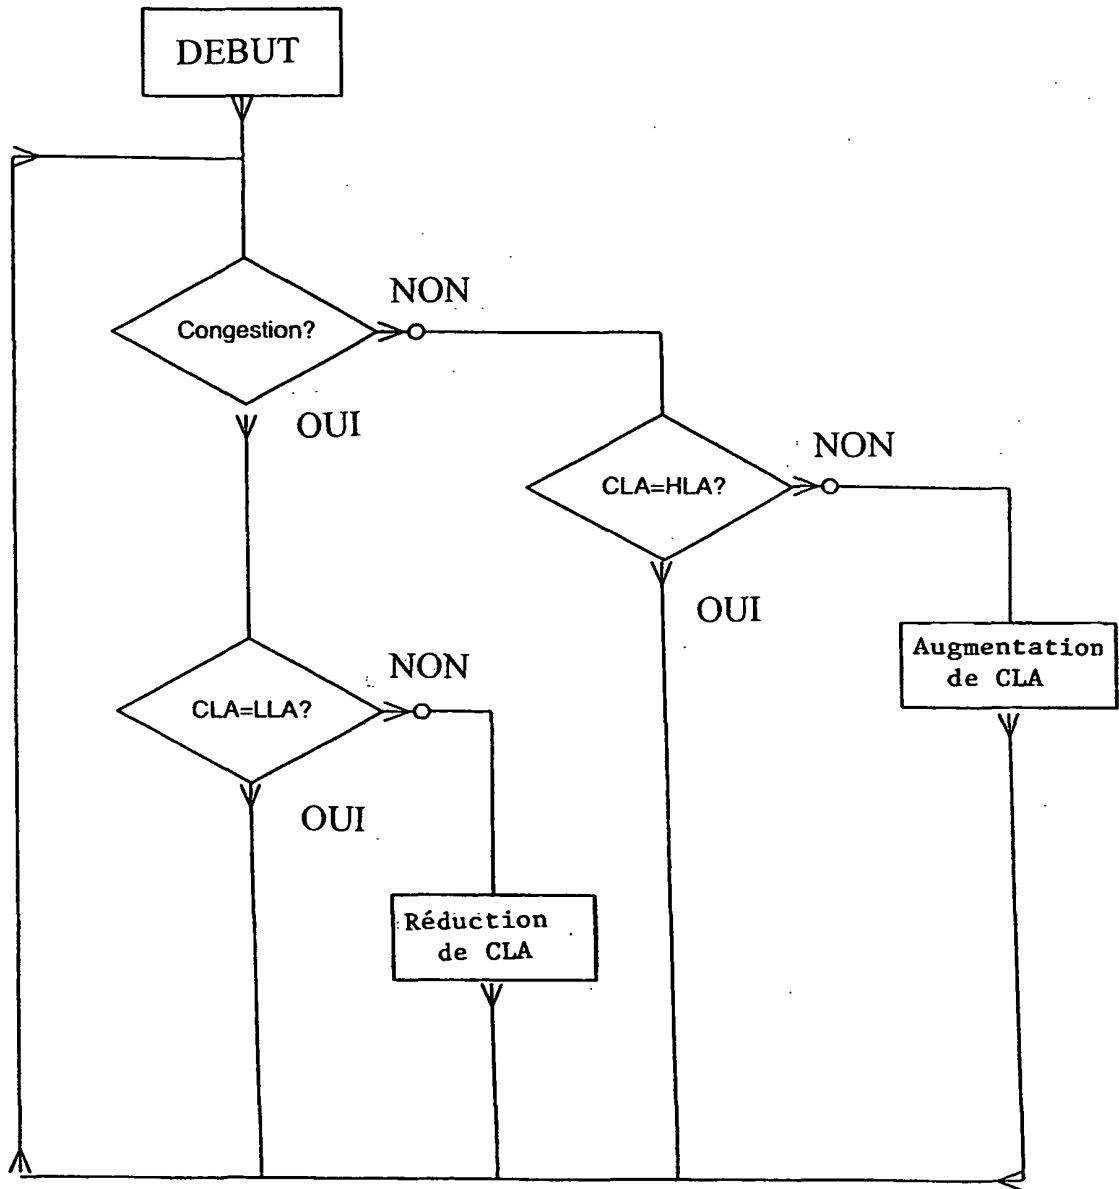 DEBUT
Congestion?
NON
OUI
CLA=HLA?
NON
OUI
Augmentation
de CLA
CLA=LLA?
NON
OUI
Réduction
de CLA